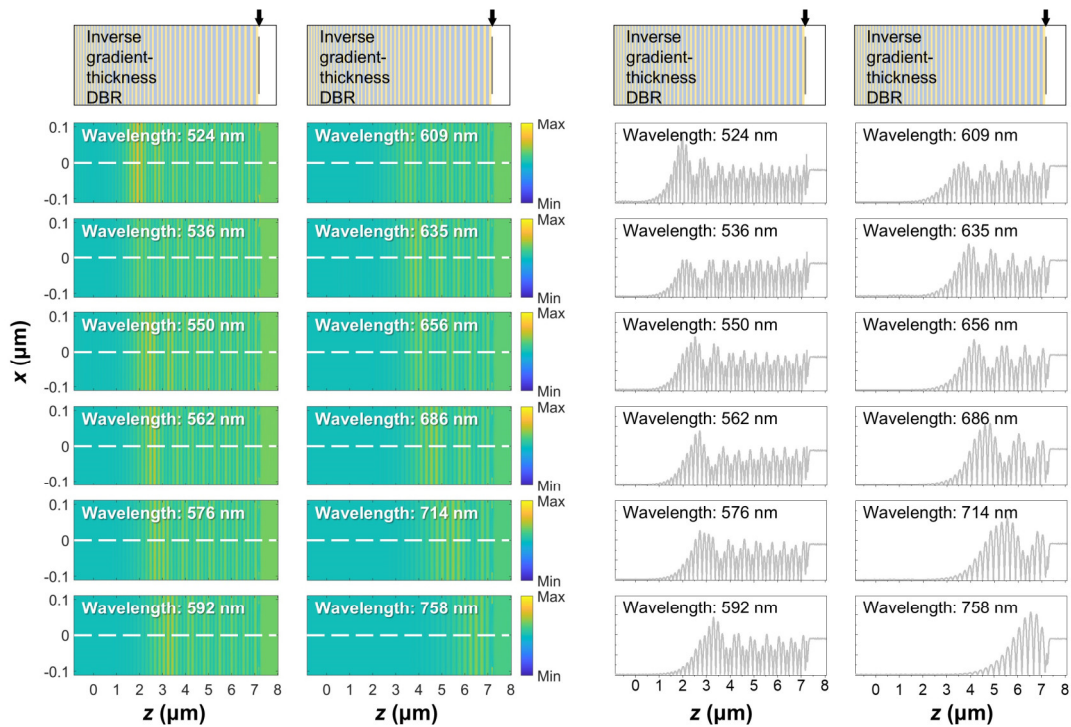 Inverse
gradient-
thickness
DBR
Inverse
gradient-
thickness
DBR
Inverse
gradient-
thickness
DBR
Inverse
gradient-
thickness
DBR
0.1
0
-0.1
Wavelength: 524 nm
Wavelength: 609 nm
Max
Min
Wavelength: 524 nm
Wavelength: 609 nm
0.1
0
-0.1
Wavelength: 536 nm
Wavelength: 635 nm
Max
Min
Wavelength: 536 nm
Wavelength: 635 nm
x (µm)
0.1
0
-0.1
Wavelength: 550 nm
Wavelength: 656 nm
Max
Min
Wavelength: 550 nm
Wavelength: 656 nm
0.1
0
-0.1
Wavelength: 562 nm
Wavelength: 686 nm
Max
Min
Wavelength: 562 nm
Wavelength: 686 nm
0.1
0
-0.1
Wavelength: 576 nm
Wavelength: 714 nm
Max
Min
Wavelength: 576 nm
Wavelength: 714 nm
0.1
0
-0.1
Wavelength: 592 nm
Wavelength: 758 nm
Max
Min
Wavelength: 592 nm
Wavelength: 758 nm
0 1 2 3 4 5 6 7 8
0 1 2 3 4 5 6 7 8
0 1 2 3 4 5 6 7 8
0 1 2 3 4 5 6 7 8
z (µm)
z (µm)
z (µm)
z (µm)